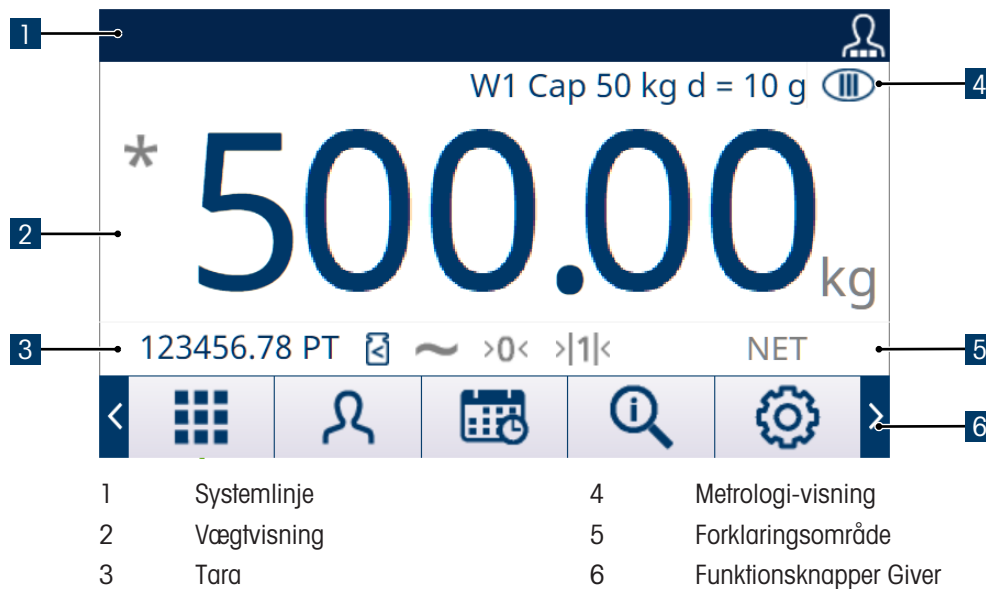 1
W1 Cap 50 kg d = 10 g
4
* 500.00 kg
2
3
123456.78 PT >0< >|1|< NET
5
6
1 Systemlinje 4 Metrologi-visning
2 Vægtvisning 5 Forklaringsområde
3 Tara 6 Funktionsknapper Giver